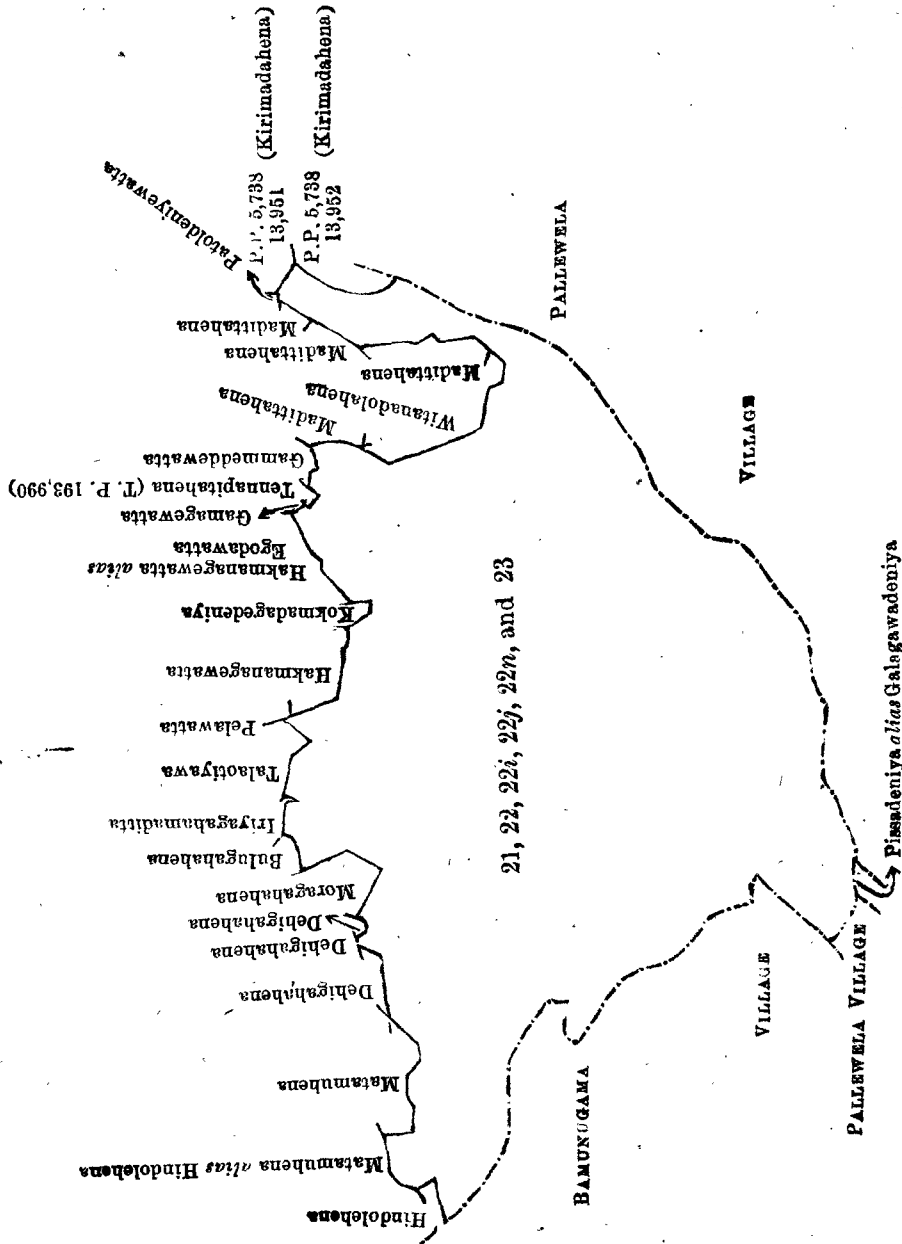 Patoldeniyewatta
P.P. 5,738 (Kirimadahena)
13,951
P.P. 5,738 (Kirimadahena)
13,952
Madittahena
Madittahena
Madittahena
Witanadolahena
Madittahena
Gammeddewatta
Tennapitahena (T. P. 193,990)
Gamagewatta
Hakmanagewatta alias
Egodawatta
Kokmadagedeniya
Hakmanagewatta
Pelawatta
Talaotiyawa
Iriyagahamaditta
Bulugahahena
Moragahahena
Dehigahahena
Dehigahahena
Dehigahahena
Matamuhena
Matamuhena alias Hindolehena
Hindolehena
21, 22, 22i, 22j, 22n, and 23
PALLEWELA
VILLAGE
BAMUNUGAMA
VILLAGE
PALLEWELA VILLAGE
Pissadeniya alias Galagawadeniya